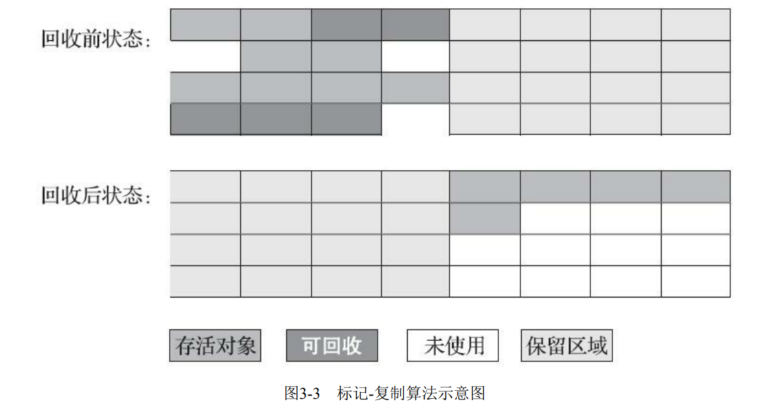 回收前状态：
回收后状态：
存活对象
可回收
未使用
保留区域
图3-3 标记-复制算法示意图